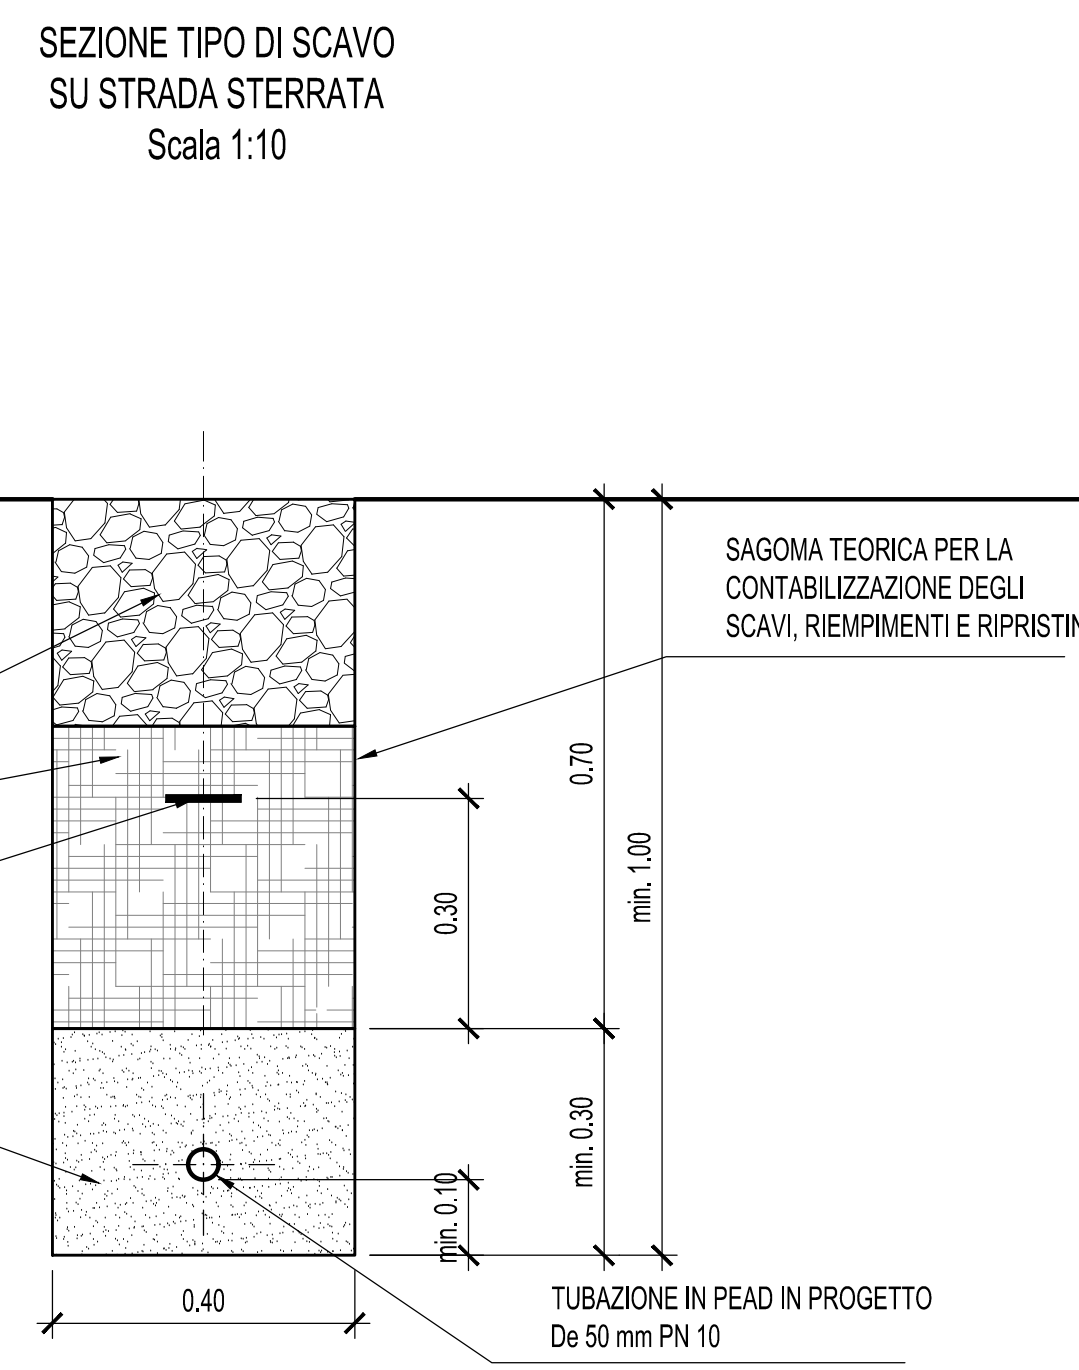 SEZIONE TIPO DI SCAVO
SU STRADA STERRATA
Scala 1:10
SAGOMA TEORICA PER LA
CONTABILIZZAZIONE DEGLI
SCAVI, RIEMPIMENTI E RIPRISTIN
0.70
min. 1.00
0.30
min. 0.30
min. 0.10
0.40
TUBAZIONE IN PEAD IN PROGETTO
De 50 mm PN 10